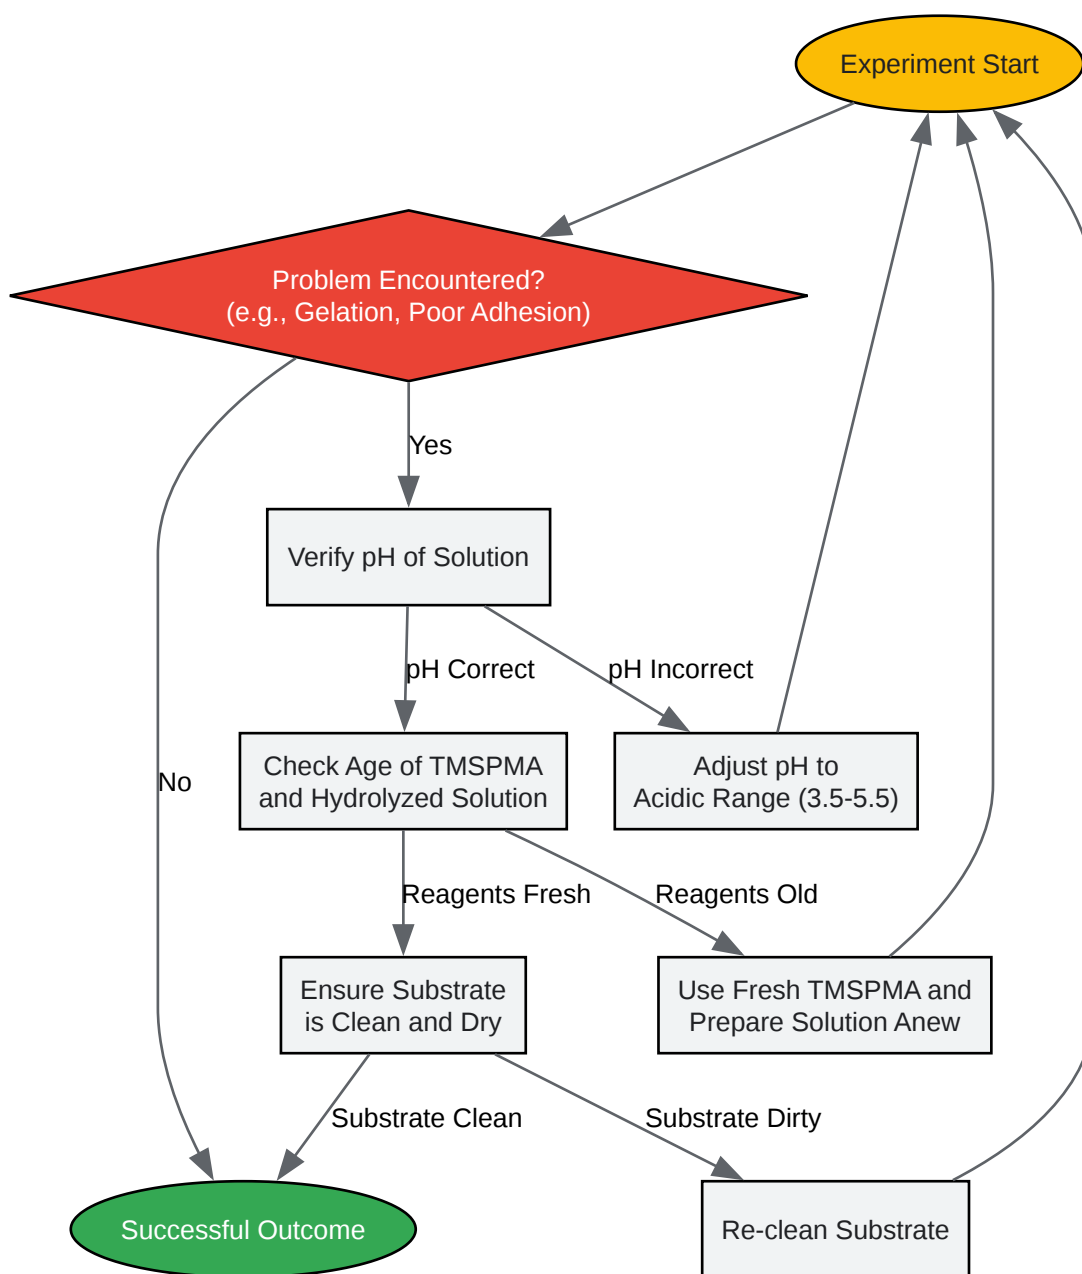 Experiment Start
Problem Encountered?
(e.g., Gelation, Poor Adhesion)
Yes
Verify pH of Solution
pH Correct
pH Incorrect
Check Age of TMSPMA
and Hydrolyzed Solution
Adjust pH to
Acidic Range (3.5-5.5)
No
Reagents Fresh
Reagents Old
Ensure Substrate
is Clean and Dry
Use Fresh TMSPMA and
Prepare Solution Anew
Substrate Clean
Substrate Dirty
Successful Outcome
Re-clean Substrate